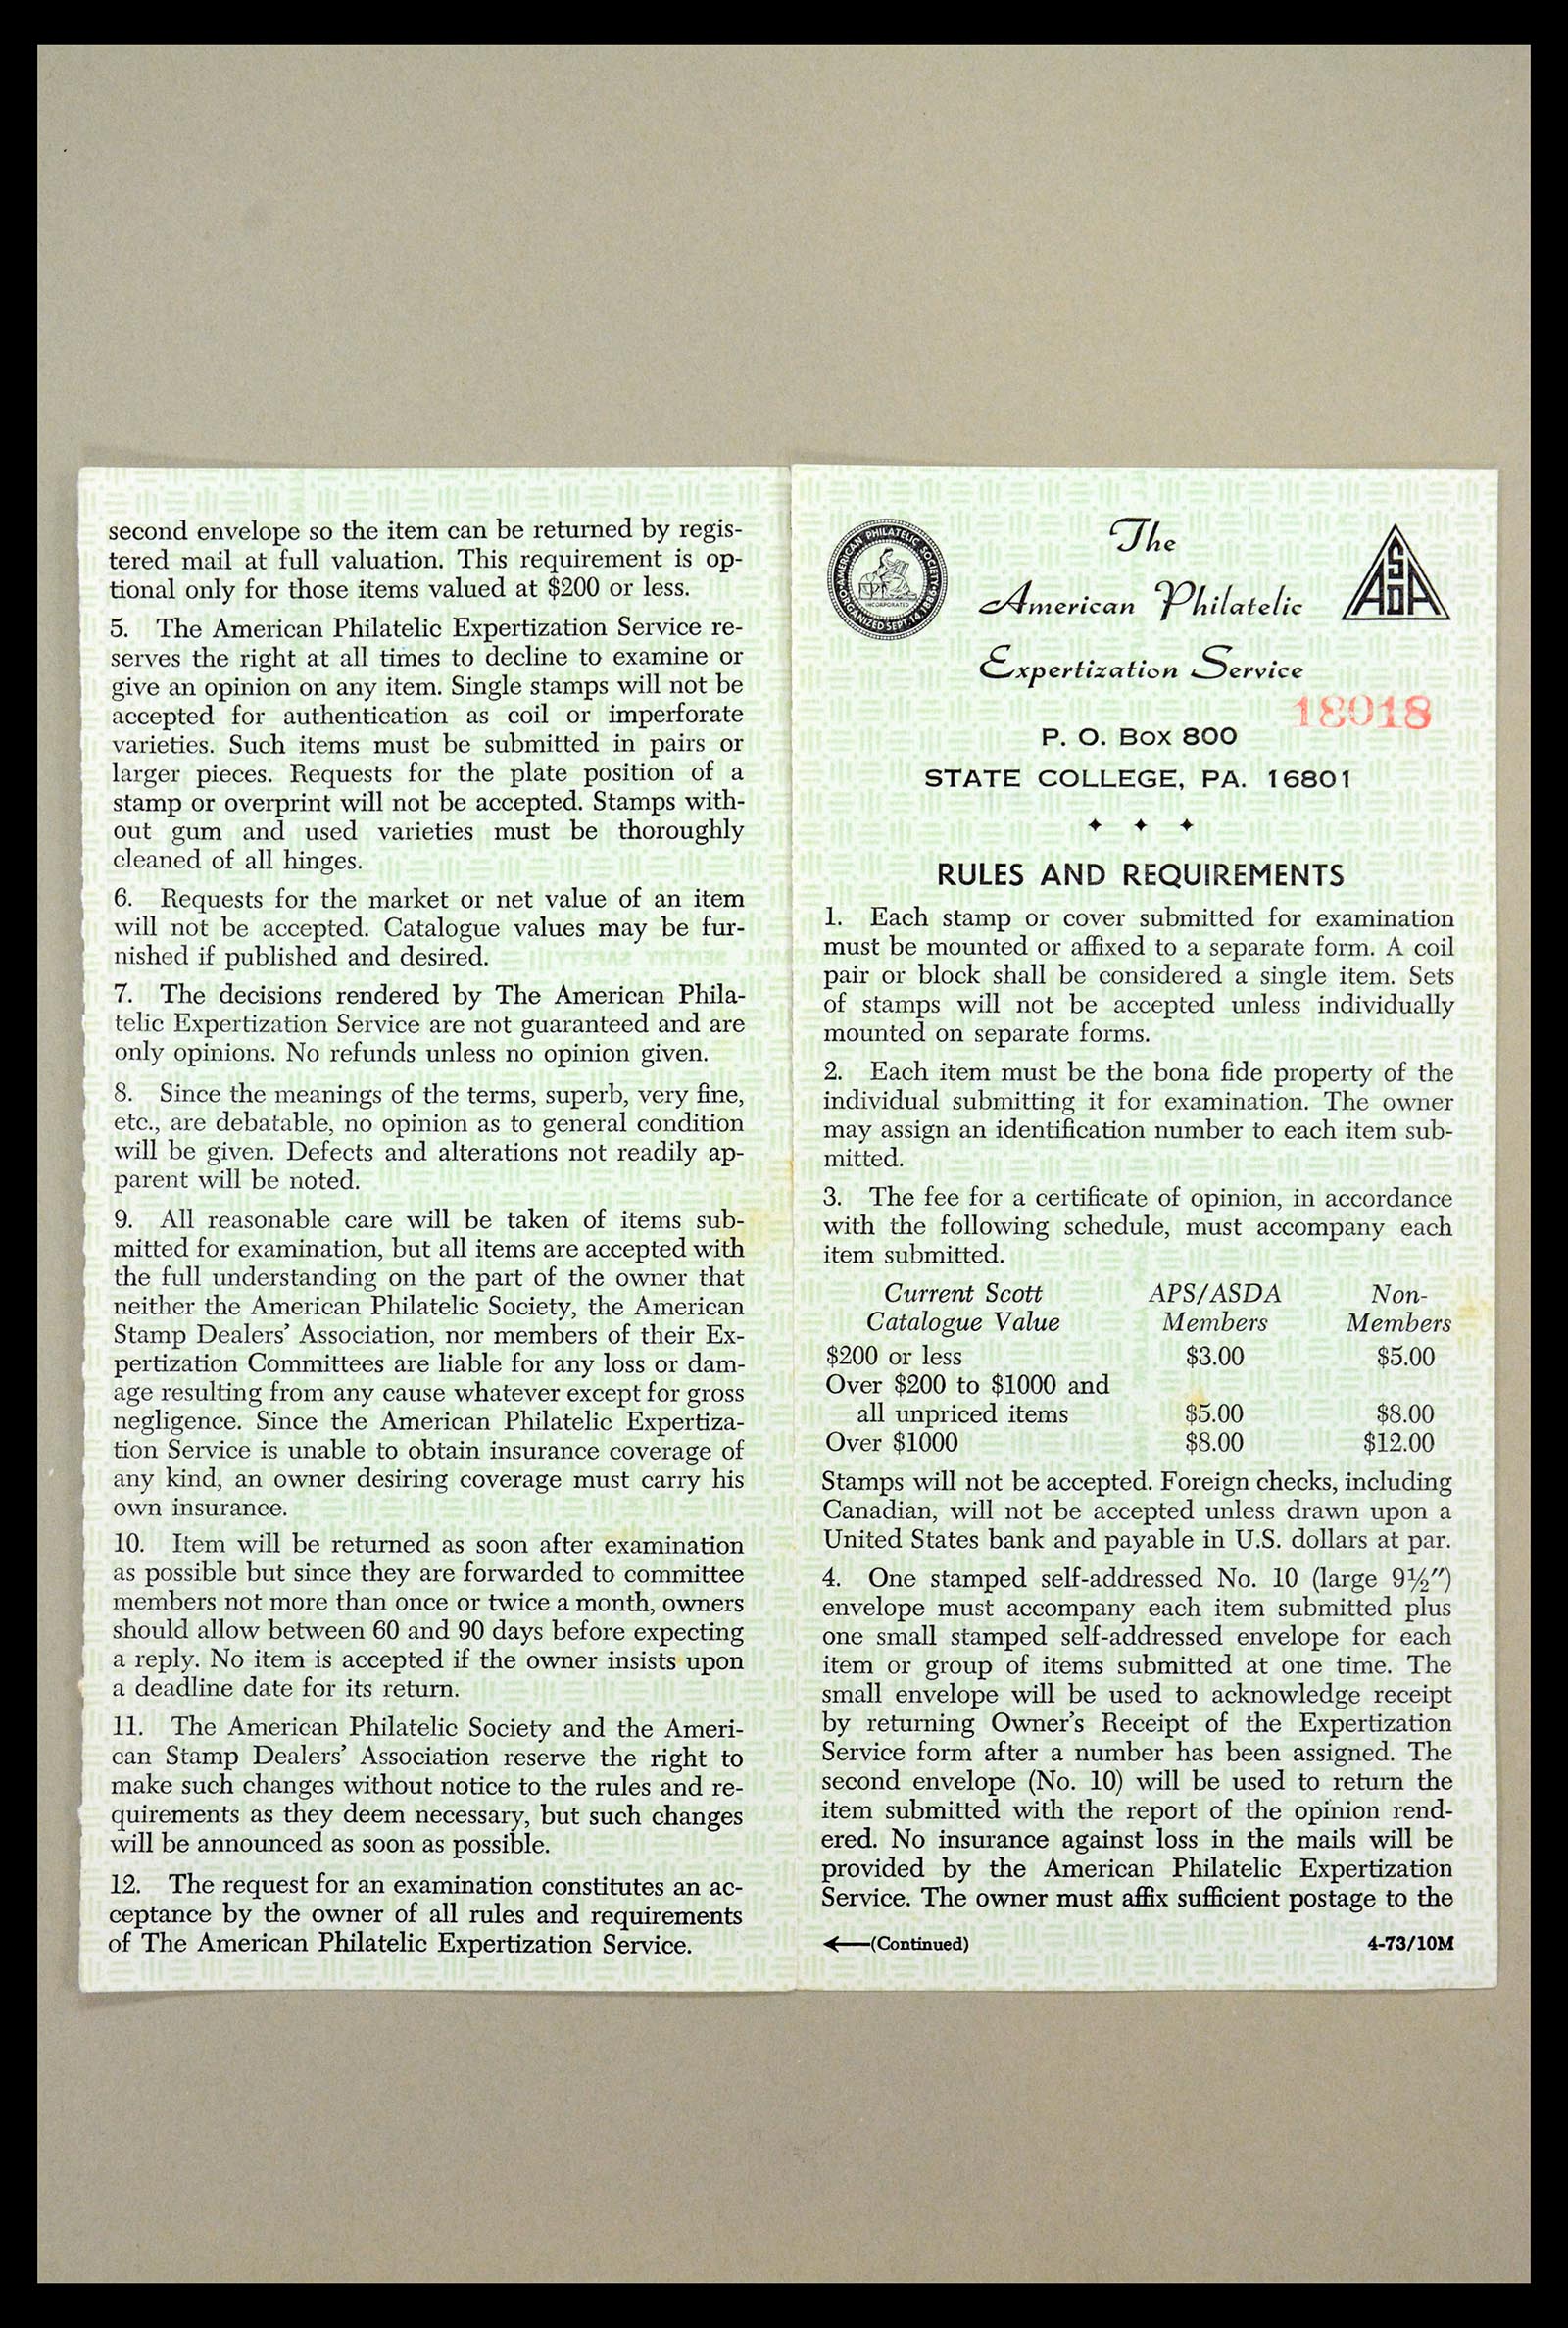 AMERICAN PHILATELIC SOCIETY
INCORPORATED
ORGANIZED SEPT. 14, 1886
The
American Philatelic
Expertization Service
ASDA
18018
P. O. Box 800
STATE COLLEGE, PA. 16801
RULES AND REQUIREMENTS
1. Each stamp or cover submitted for examination
must be mounted or affixed to a separate form. A coil
pair or block shall be considered a single item. Sets
of stamps will not be accepted unless individually
mounted on separate forms.
2. Each item must be the bona fide property of the
individual submitting it for examination. The owner
may assign an identification number to each item sub-
mitted.
3. The fee for a certificate of opinion, in accordance
with the following schedule, must accompany each
item submitted.
Current Scott APS/ASDA Non-
Catalogue Value Members Members
$200 or less $3.00 $5.00
Over $200 to $1000 and
all unpriced items $5.00 $8.00
Over $1000 $8.00 $12.00
Stamps will not be accepted. Foreign checks, including
Canadian, will not be accepted unless drawn upon a
United States bank and payable in U.S. dollars at par.
4. One stamped self-addressed No. 10 (large 9½″)
envelope must accompany each item submitted plus
one small stamped self-addressed envelope for each
item or group of items submitted at one time. The
small envelope will be used to acknowledge receipt
by returning Owner's Receipt of the Expertization
Service form after a number has been assigned. The
second envelope (No. 10) will be used to return the
item submitted with the report of the opinion rend-
ered. No insurance against loss in the mails will be
provided by the American Philatelic Expertization
Service. The owner must affix sufficient postage to the
←(Continued) 4-73/10M
second envelope so the item can be returned by regis-
tered mail at full valuation. This requirement is op-
tional only for those items valued at $200 or less.
5. The American Philatelic Expertization Service re-
serves the right at all times to decline to examine or
give an opinion on any item. Single stamps will not be
accepted for authentication as coil or imperforate
varieties. Such items must be submitted in pairs or
larger pieces. Requests for the plate position of a
stamp or overprint will not be accepted. Stamps with-
out gum and used varieties must be thoroughly
cleaned of all hinges.
6. Requests for the market or net value of an item
will not be accepted. Catalogue values may be fur-
nished if published and desired.
7. The decisions rendered by The American Phila-
telic Expertization Service are not guaranteed and are
only opinions. No refunds unless no opinion given.
8. Since the meanings of the terms, superb, very fine,
etc., are debatable, no opinion as to general condition
will be given. Defects and alterations not readily ap-
parent will be noted.
9. All reasonable care will be taken of items sub-
mitted for examination, but all items are accepted with
the full understanding on the part of the owner that
neither the American Philatelic Society, the American
Stamp Dealers' Association, nor members of their Ex-
pertization Committees are liable for any loss or dam-
age resulting from any cause whatever except for gross
negligence. Since the American Philatelic Expertiza-
tion Service is unable to obtain insurance coverage of
any kind, an owner desiring coverage must carry his
own insurance.
10. Item will be returned as soon after examination
as possible but since they are forwarded to committee
members not more than once or twice a month, owners
should allow between 60 and 90 days before expecting
a reply. No item is accepted if the owner insists upon
a deadline date for its return.
11. The American Philatelic Society and the Ameri-
can Stamp Dealers' Association reserve the right to
make such changes without notice to the rules and re-
quirements as they deem necessary, but such changes
will be announced as soon as possible.
12. The request for an examination constitutes an ac-
ceptance by the owner of all rules and requirements
of The American Philatelic Expertization Service.